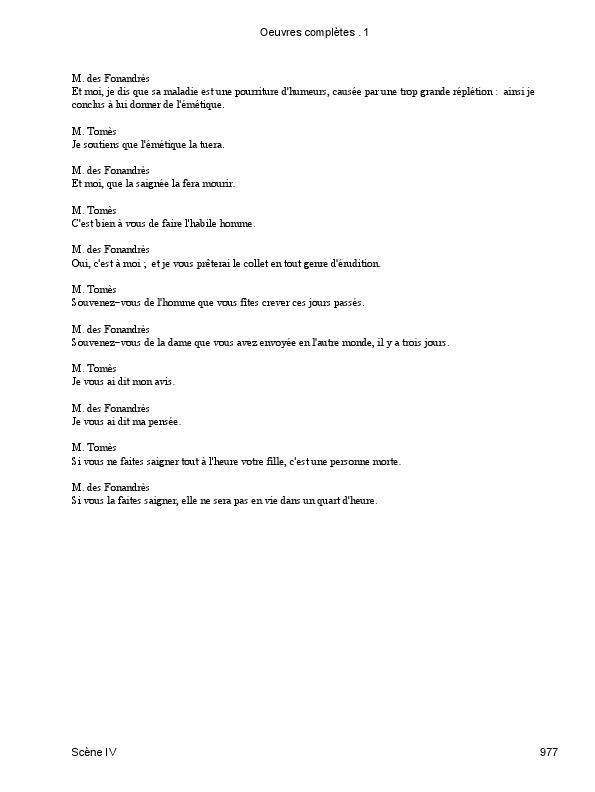 Oeuvres complètes . 1
M. des Fonandrès
Et moi, je dis que sa maladie est une pourriture d'humeurs, causée par une trop grande réplétion :  ainsi je
conclus à lui donner de l'émétique.
M. Tomès
Je soutiens que l'émétique la tuera.
M. des Fonandrès
Et moi, que la saignée la fera mourir.
M. Tomès
C'est bien à vous de faire l'habile homme.
M. des Fonandrès
Oui, c'est à moi ;  et je vous prêterai le collet en tout genre d'érudition.
M. Tomès
Souvenez-vous de l'homme que vous fîtes crever ces jours passés.
M. des Fonandrès
Souvenez-vous de la dame que vous avez envoyée en l'autre monde, il y a trois jours.
M. Tomès
Je vous ai dit mon avis.
M. des Fonandrès
Je vous ai dit ma pensée.
M. Tomès
Si vous ne faites saigner tout à l'heure votre fille, c'est une personne morte.
M. des Fonandrès
Si vous la faites saigner, elle ne sera pas en vie dans un quart d'heure.
Scène IV
977